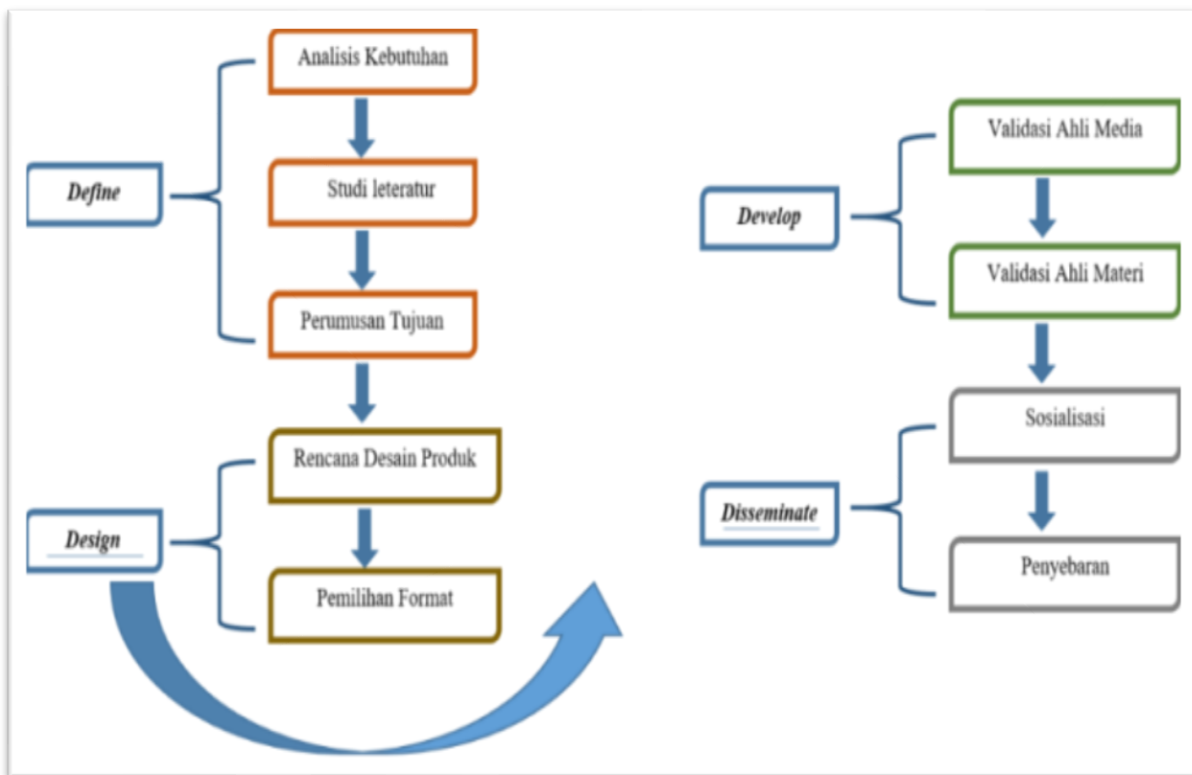 Define
Analisis Kebutuhan
Studi leteratur
Perumusan Tujuan
Design
Rencana Desain Produk
Pemilihan Format
Develop
Validasi Ahli Media
Validasi Ahli Materi
Disseminate
Sosialisasi
Penyebaran